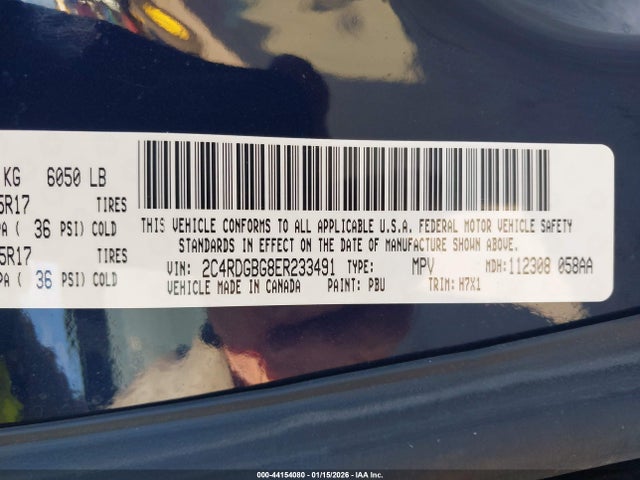 KG 6050 LB
5R17 TIRES
PA ( 36 PSI) COLD
5R17 TIRES
PA ( 36 PSI) COLD
THIS VEHICLE CONFORMS TO ALL APPLICABLE U.S.A. FEDERAL MOTOR VEHICLE SAFETY
STANDARDS IN EFFECT ON THE DATE OF MANUFACTURE SHOWN ABOVE.
VIN: 2C4RDGBG8ER233491 TYPE: MPV MDH: 112308 058AA
VEHICLE MADE IN CANADA PAINT: PBU TRIM: H7X1
000-44154080 - 01/15/2026 - IAA Inc.